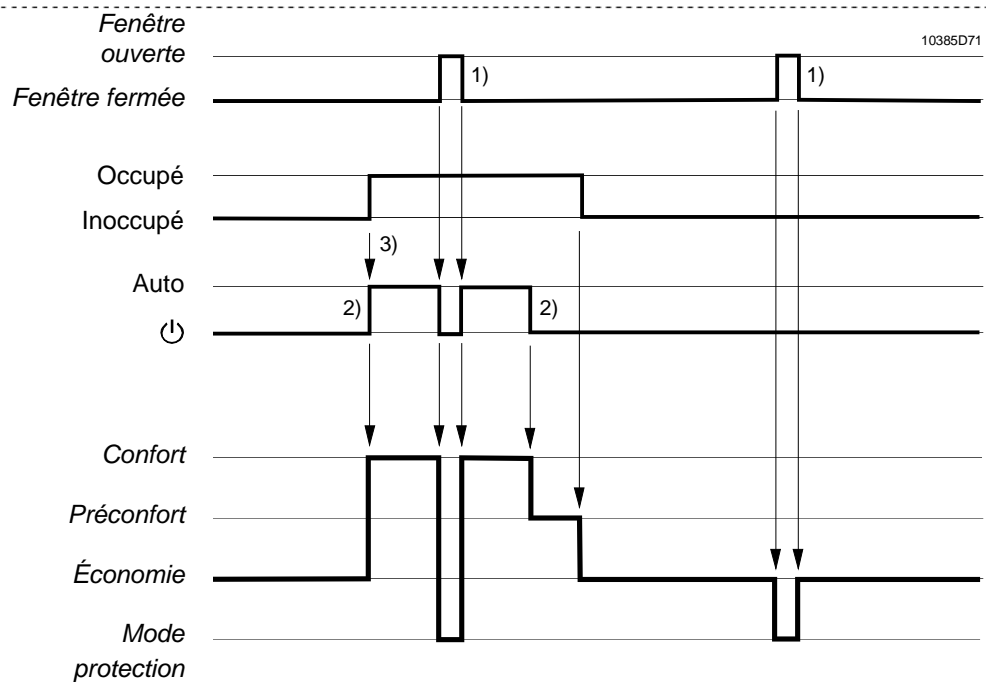 Fenêtre
ouverte
10385D71
1)
1)
Fenêtre fermée
Occupé
Inoccupé
3)
Auto
2)
2)
Confort
Préconfort
Économie
Mode
protection